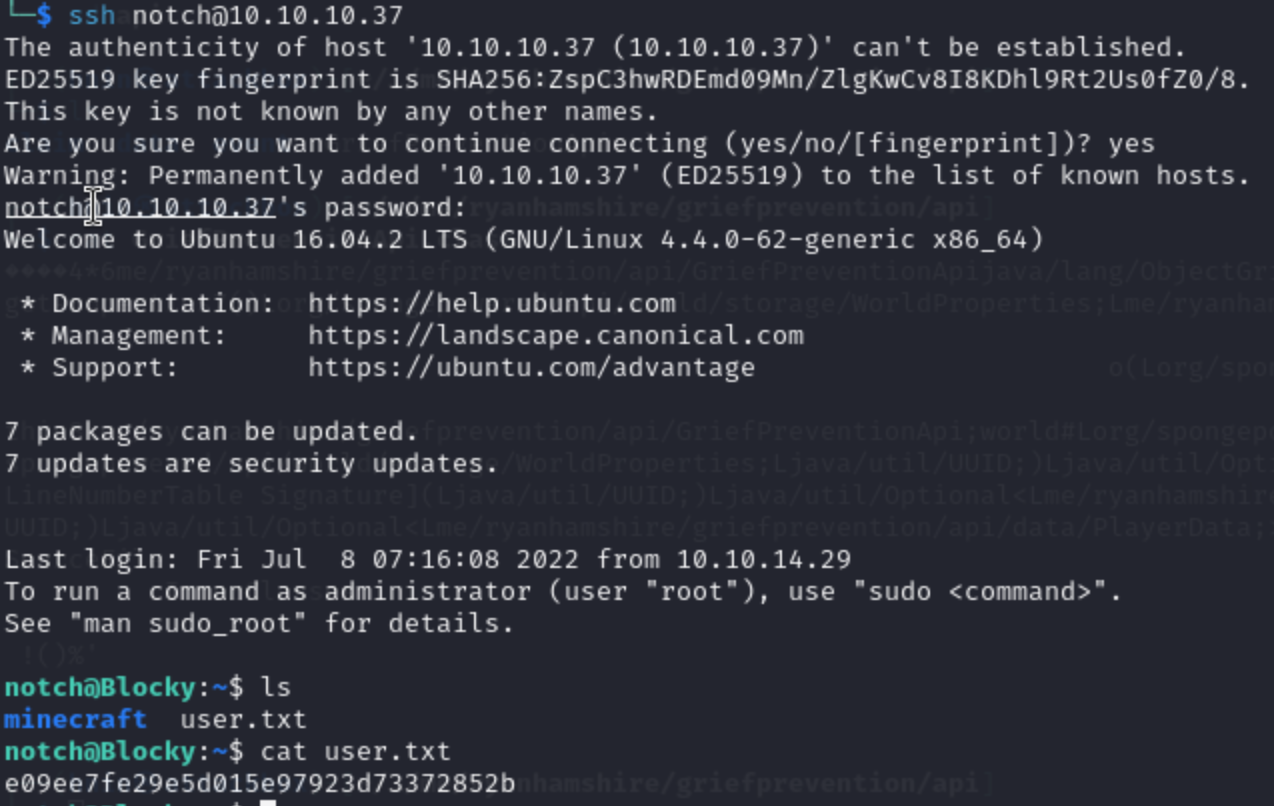 └─$ ssh notch@10.10.10.37
The authenticity of host '10.10.10.37 (10.10.10.37)' can't be established.
ED25519 key fingerprint is SHA256:ZspC3hwRDEmd09Mn/ZlgKwCv8I8KDhl9Rt2Us0fZ0/8.
This key is not known by any other names.
Are you sure you want to continue connecting (yes/no/[fingerprint])? yes
Warning: Permanently added '10.10.10.37' (ED25519) to the list of known hosts.
notch@10.10.10.37's password:
Welcome to Ubuntu 16.04.2 LTS (GNU/Linux 4.4.0-62-generic x86_64)
* Documentation: https://help.ubuntu.com
* Management: https://landscape.canonical.com
* Support: https://ubuntu.com/advantage
7 packages can be updated.
7 updates are security updates.
Last login: Fri Jul  8 07:16:08 2022 from 10.10.14.29
To run a command as administrator (user "root"), use "sudo <command>".
See "man sudo_root" for details.
notch@Blocky:~$ ls
minecraft  user.txt
notch@Blocky:~$ cat user.txt
e09ee7fe29e5d015e97923d73372852b